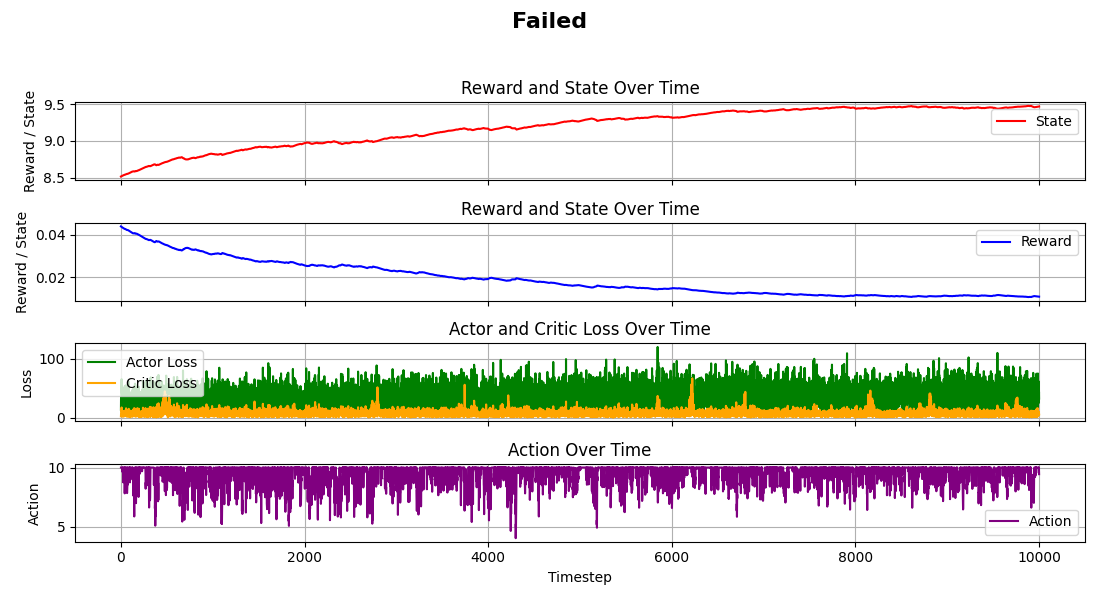 Failed
Reward and State Over Time
Reward / State
9.5
9.0
8.5
State
Reward and State Over Time
Reward / State
0.04
0.02
Reward
Actor and Critic Loss Over Time
Loss
100
0
Actor Loss
Critic Loss
Action Over Time
Action
10
5
Action
0 2000 4000 6000 8000 10000
Timestep